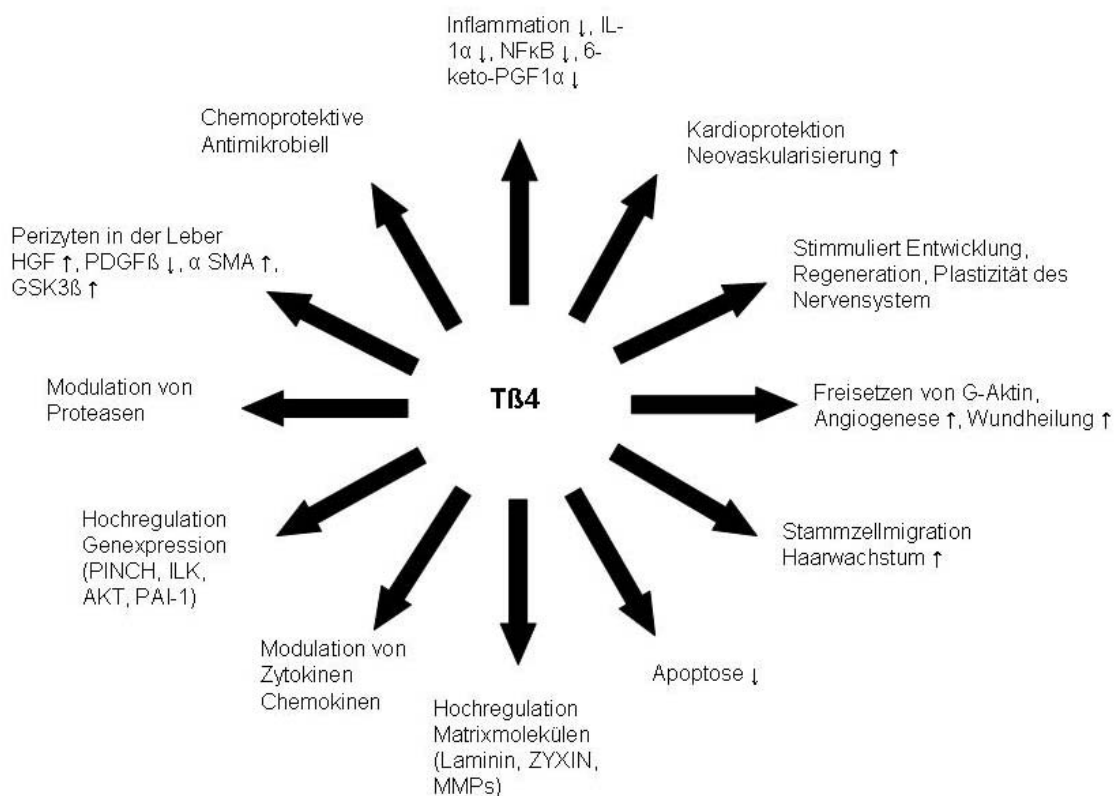 Inflammation ↓, IL-
1α ↓, NFκB ↓, 6-
keto-PGF1α ↓
Chemoprotektive
Antimikrobiell
Kardioprotektion
Neovaskularisierung ↑
Perizyten in der Leber
HGF ↑, PDGFß ↓, α SMA ↑,
GSK3ß ↑
Stimmuliert Entwicklung,
Regeneration, Plastizität des
Nervensystem
Modulation von
Proteasen
Tß4
Freisetzen von G-Aktin,
Angiogenese ↑, Wundheilung ↑
Hochregulation
Genexpression
(PINCH, ILK,
AKT, PAI-1)
Stammzellmigration
Haarwachstum ↑
Modulation von
Zytokinen
Chemokinen
Hochregulation
Matrixmolekülen
(Laminin, ZYXIN,
MMPs)
Apoptose ↓